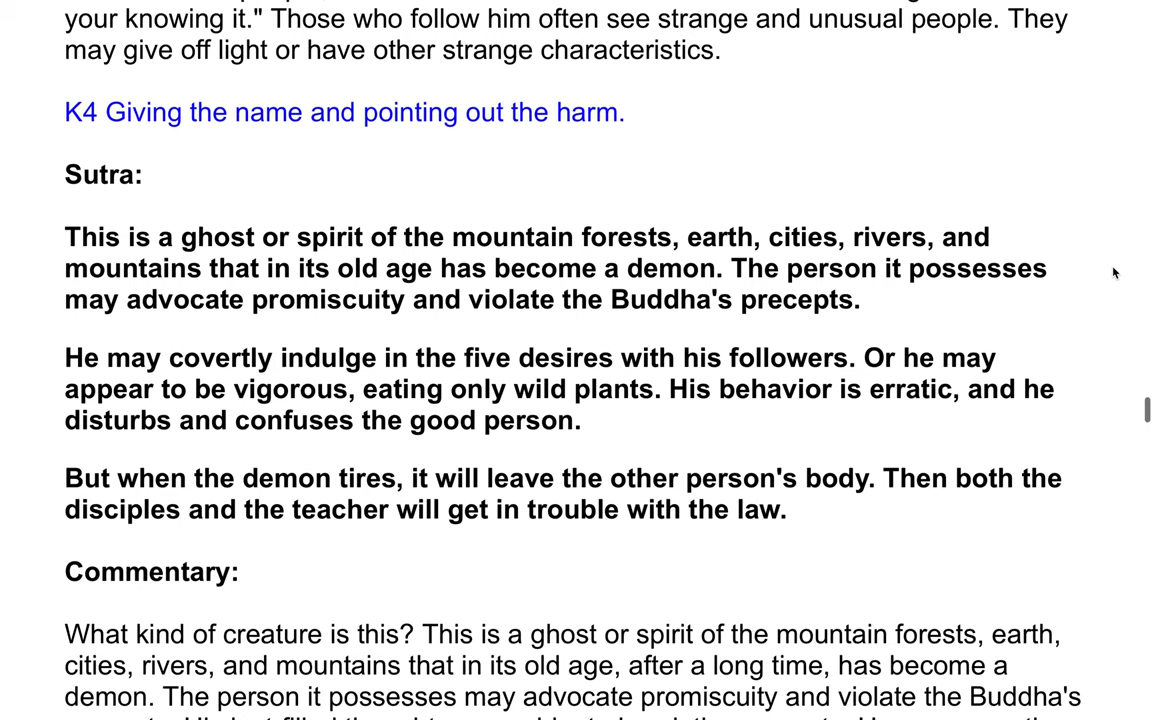 your knowing it." Those who follow him often see strange and unusual people. They
may give off light or have other strange characteristics.
K4 Giving the name and pointing out the harm.
Sutra:
This is a ghost or spirit of the mountain forests, earth, cities, rivers, and
mountains that in its old age has become a demon. The person it possesses
may advocate promiscuity and violate the Buddha's precepts.
He may covertly indulge in the five desires with his followers. Or he may
appear to be vigorous, eating only wild plants. His behavior is erratic, and he
disturbs and confuses the good person.
But when the demon tires, it will leave the other person's body. Then both the
disciples and the teacher will get in trouble with the law.
Commentary:
What kind of creature is this? This is a ghost or spirit of the mountain forests, earth,
cities, rivers, and mountains that in its old age, after a long time, has become a
demon. The person it possesses may advocate promiscuity and violate the Buddha's